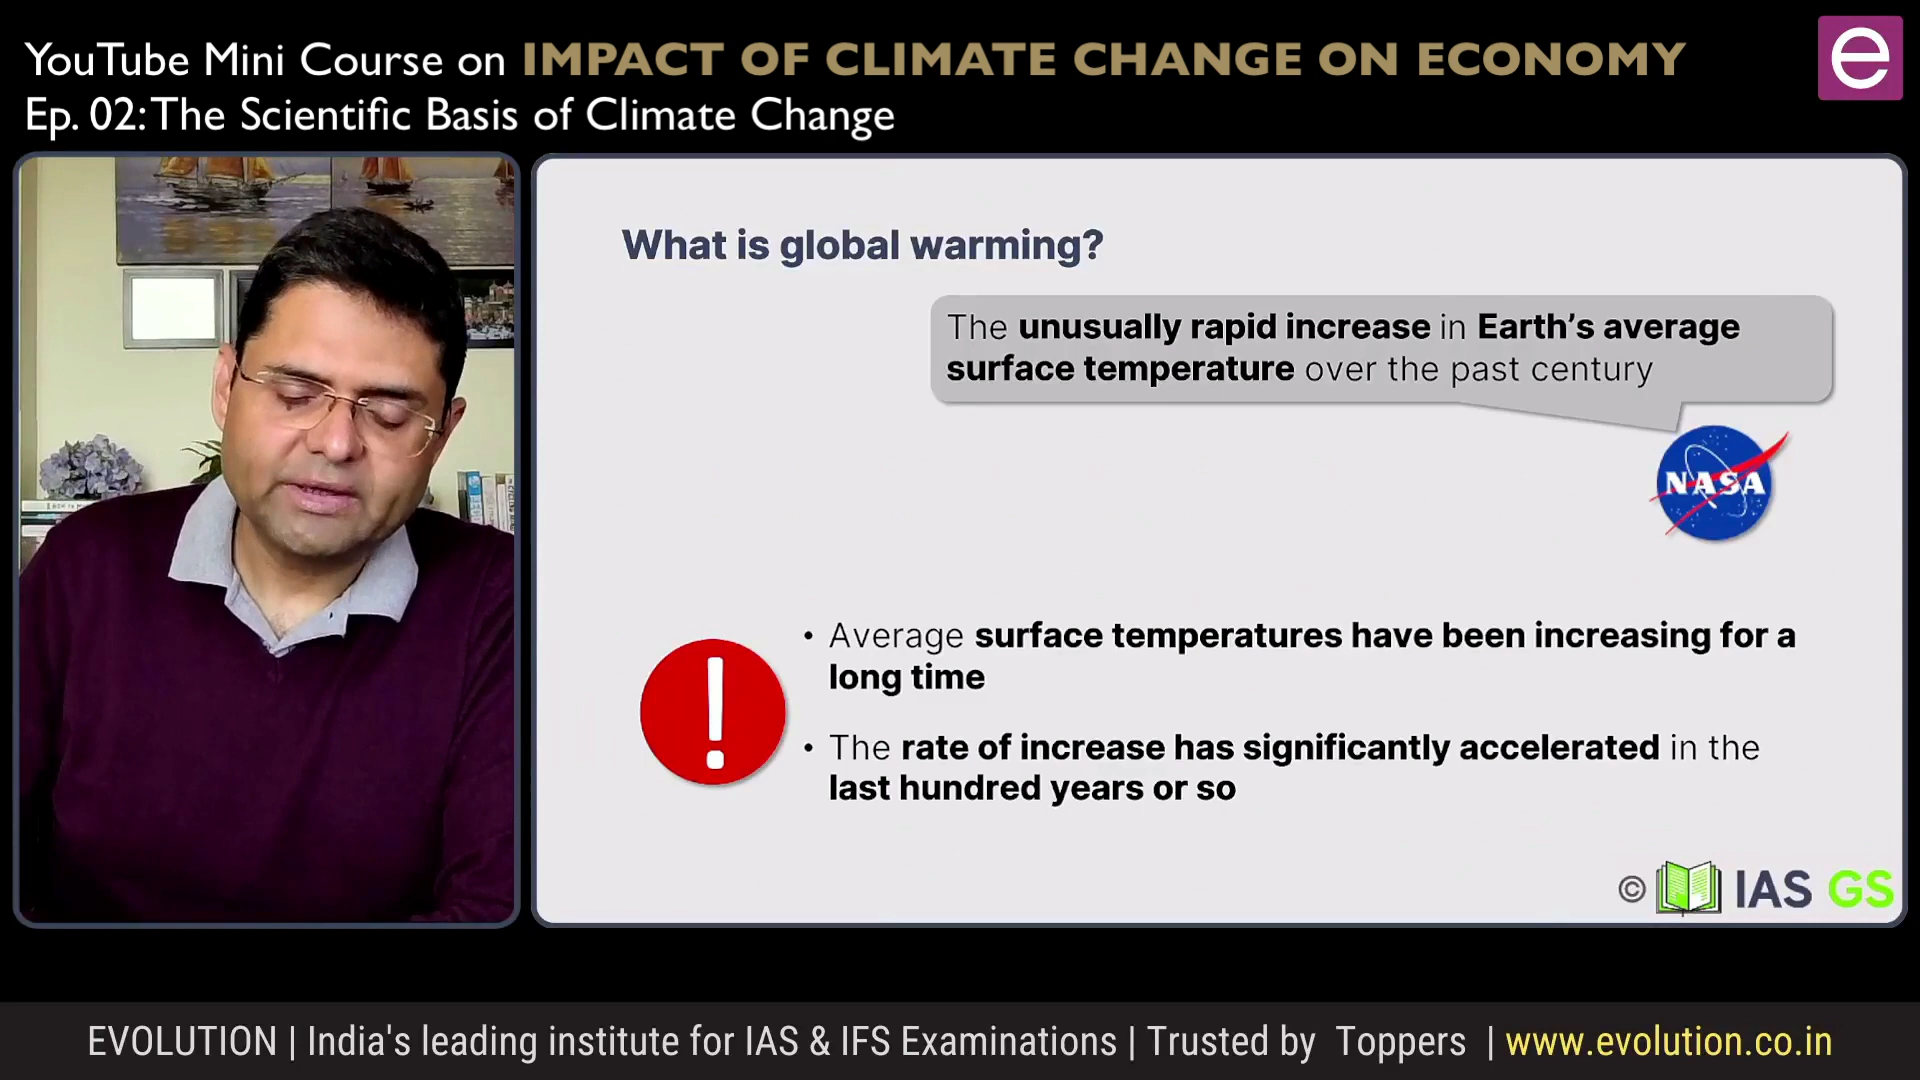 YouTube Mini Course on IMPACT OF CLIMATE CHANGE ON ECONOMY
Ep. 02: The Scientific Basis of Climate Change
e
What is global warming?
The unusually rapid increase in Earth's average
surface temperature over the past century
NASA
• Average surface temperatures have been increasing for a
long time
• The rate of increase has significantly accelerated in the
last hundred years or so
© IAS GS
EVOLUTION | India's leading institute for IAS & IFS Examinations | Trusted by Toppers | www.evolution.co.in